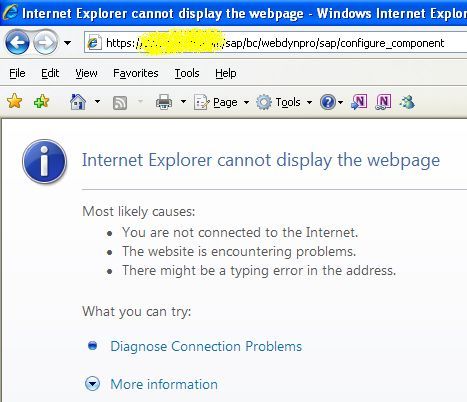 Internet Explorer cannot display the webpage - Windows Internet Explo
https:// /sap/bc/webdynpro/sap/configure_component
File Edit View Favorites Tools Help
Page Tools
Internet Explorer cannot display the webpage
Most likely causes:
• You are not connected to the Internet.
• The website is encountering problems.
• There might be a typing error in the address.
What you can try:
Diagnose Connection Problems
More information